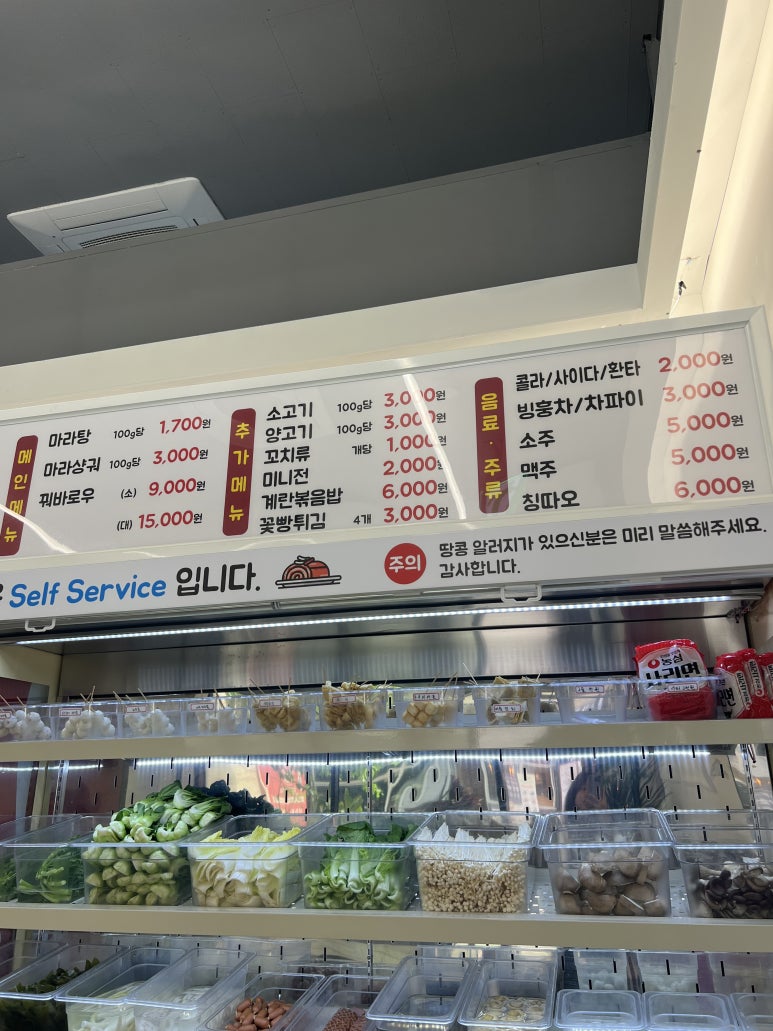 메인메뉴
마라탕 100g당 1,700원
마라샹궈 100g당 3,000원
꿔바로우 (소) 9,000원
(대) 15,000원
추가메뉴
소고기 100g당 3,000원
양고기 100g당 3,000원
꼬치류 개당 1,000원
미니전 2,000원
계란볶음밥 6,000원
꽃빵튀김 4개 3,000원
음료·주류
콜라/사이다/환타 2,000원
빙홍차/차파이 3,000원
소주 5,000원
맥주 5,000원
칭따오 6,000원
Self Service 입니다.
주의
땅콩 알러지가 있으신분은 미리 말씀해주세요.
감사합니다.
농심
사리면